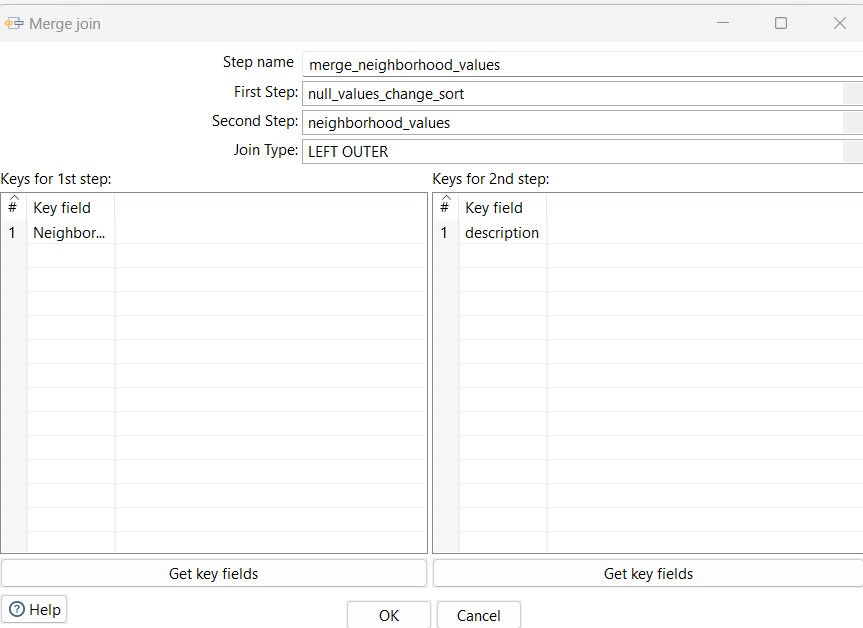 Merge join
Step name merge_neighborhood_values
First Step: null_values_change_sort
Second Step: neighborhood_values
Join Type: LEFT OUTER
Keys for 1st step:
# Key field
1 Neighbor...
Keys for 2nd step:
# Key field
1 description
Get key fields
Get key fields
Help
OK
Cancel